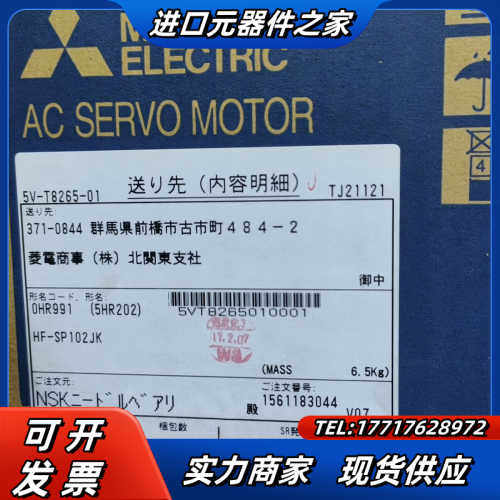 进口元器件之家
ELECTRIC
AC SERVO MOTOR
5V-T8265-01 送り先(内容明細) TJ21121
送り先:
371-0844 群馬県前橋市古市町484-2
菱電商事(株)北関東支社
御中
形名コード、形名:
0HR991 (5HR202)
5VT8265010001
HF-SP102JK
17.2.07
(MASS 6.5Kg)
ご注文元: ご注文番号:
NSKニードルベアリ 殿 1561183044
V07
梱包数
TEL:17717628972
可开发票
实力商家 现货供应
4